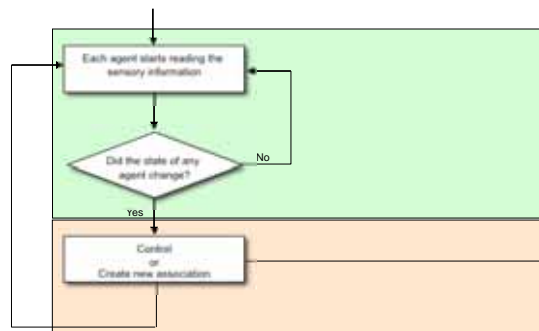 Each agent starts reading the
sensory information
Did the state of any
agent change?
No
Yes
Control
or
Create new association